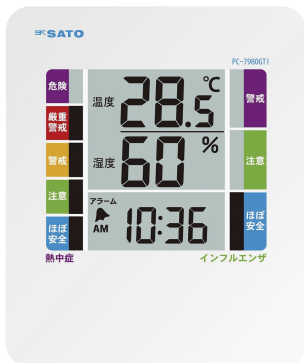 SATO
PC-7980GTI
危険
厳重
警戒
警戒
注意
ほぼ
安全
熱中症
温度
28.5
℃
湿度
60
%
アラーム
AM
10:36
警戒
注意
ほぼ
安全
インフルエンザ